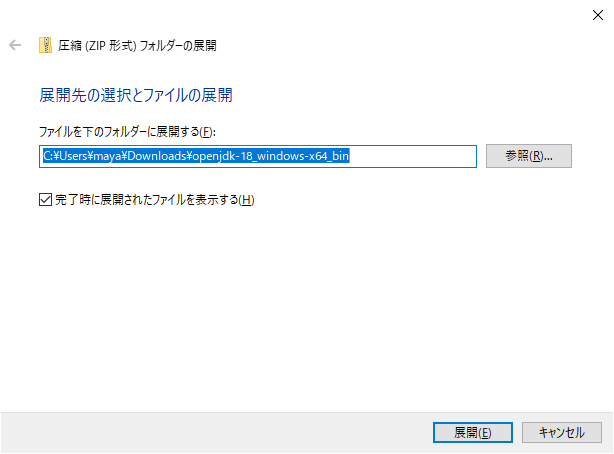 圧縮 (ZIP 形式) フォルダーの展開
展開先の選択とファイルの展開
ファイルを下のフォルダーに展開する(F):
C:¥Users¥maya¥Downloads¥openjdk-18_windows-x64_bin
参照(R)...
完了時に展開されたファイルを表示する(H)
展開(E)
キャンセル